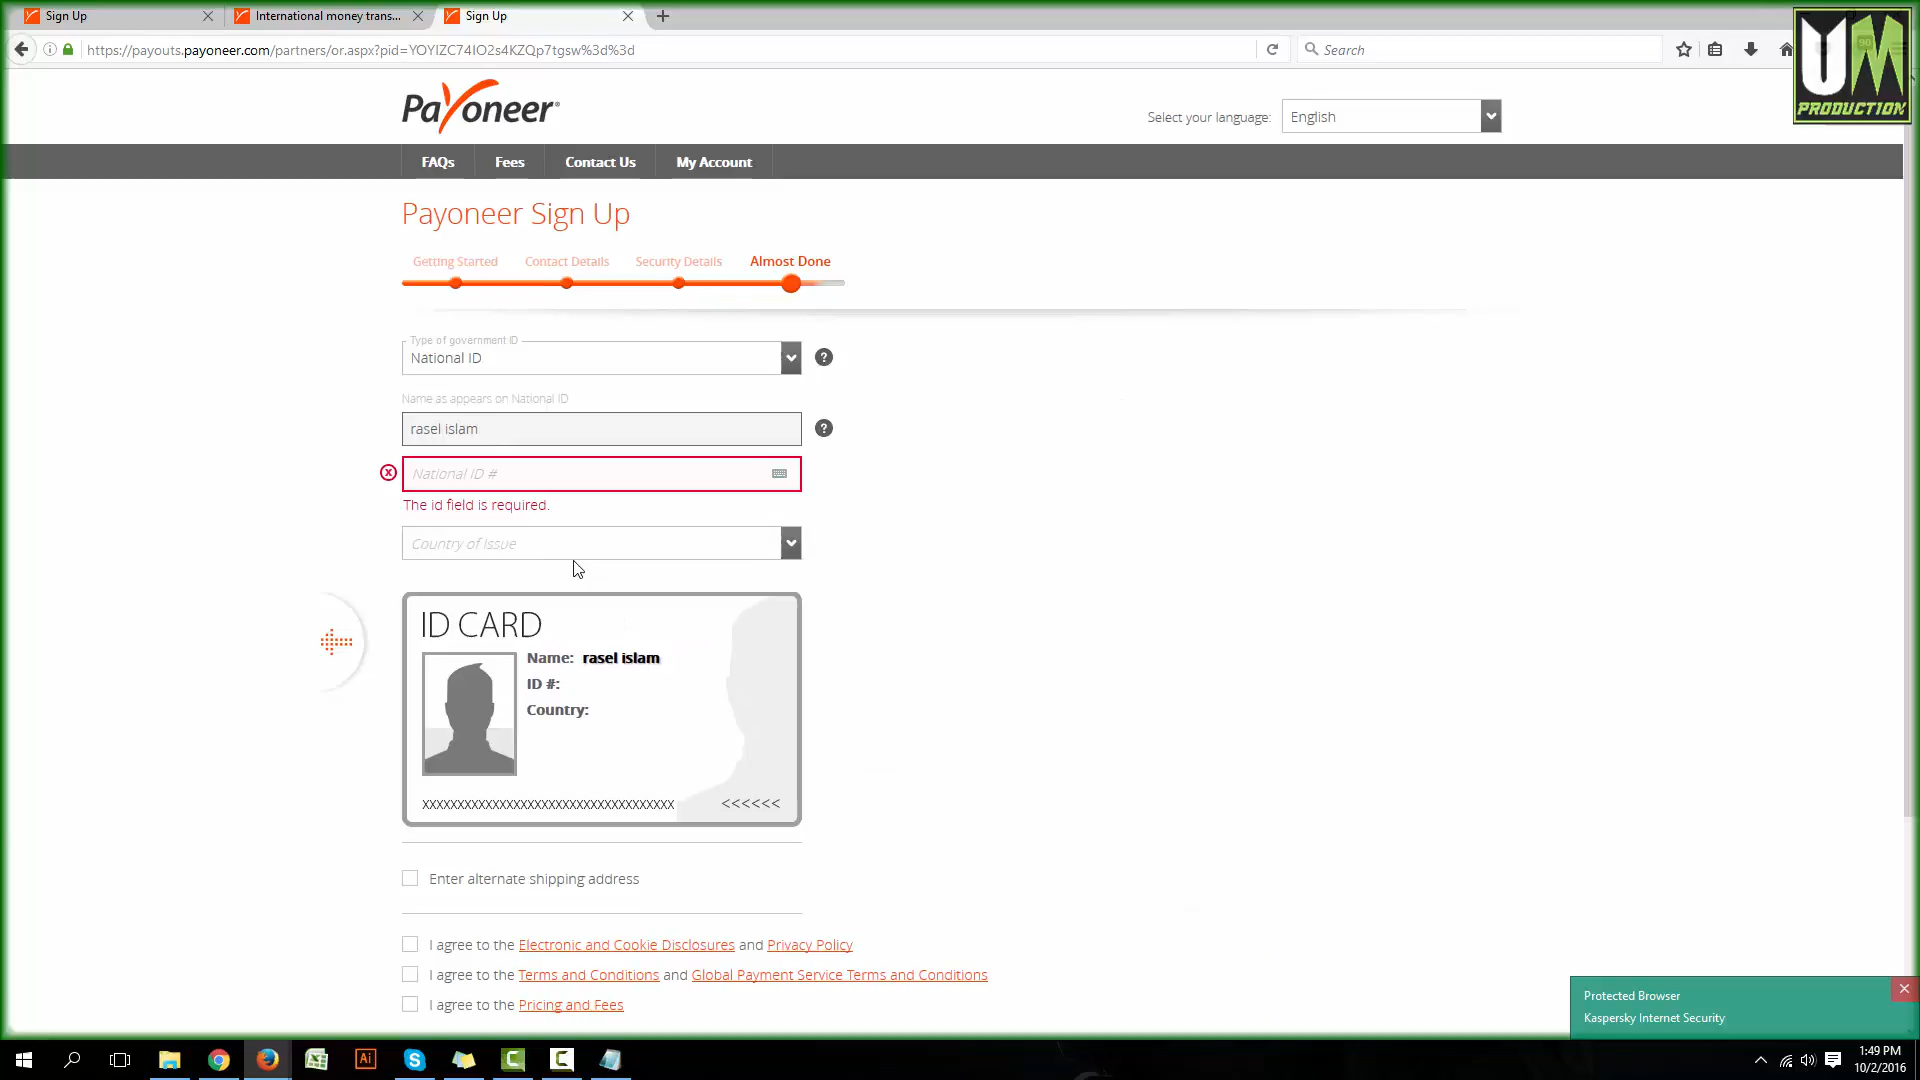 Sign Up
International money trans...
Sign Up
https://payouts.payoneer.com/partners/or.aspx?pid=YOYIZC74IO2s4KZQp7tgsw%3d%3d
Search
UM
PRODUCTION
Payoneer
Select your language:
English
FAQs
Fees
Contact Us
My Account
Payoneer Sign Up
Getting Started
Contact Details
Security Details
Almost Done
Type of government ID
National ID
?
Name as appears on National ID
rasel islam
?
National ID #
The id field is required.
Country of Issue
ID CARD
Name: rasel islam
ID #:
Country:
XXXXXXXXXXXXXXXXXXXXXXXXXXXXXXXXXXXX <<<<<<
Enter alternate shipping address
I agree to the Electronic and Cookie Disclosures and Privacy Policy
I agree to the Terms and Conditions and Global Payment Service Terms and Conditions
I agree to the Pricing and Fees
Protected Browser
Kaspersky Internet Security
Ai
1:49 PM
10/2/2016